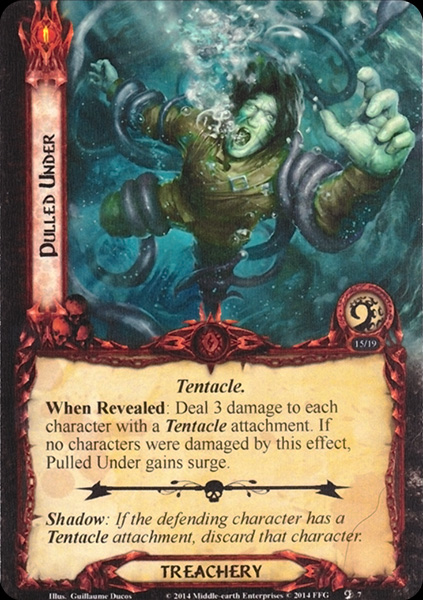 PULLED UNDER
15/19
Tentacle.
When Revealed: Deal 3 damage to each
character with a Tentacle attachment. If
no characters were damaged by this effect,
Pulled Under gains surge.
Shadow: If the defending character has a
Tentacle attachment, discard that character.
TREACHERY
Illus. Guillaume Ducos © 2014 Middle-earth Enterprises © 2014 FFG 7